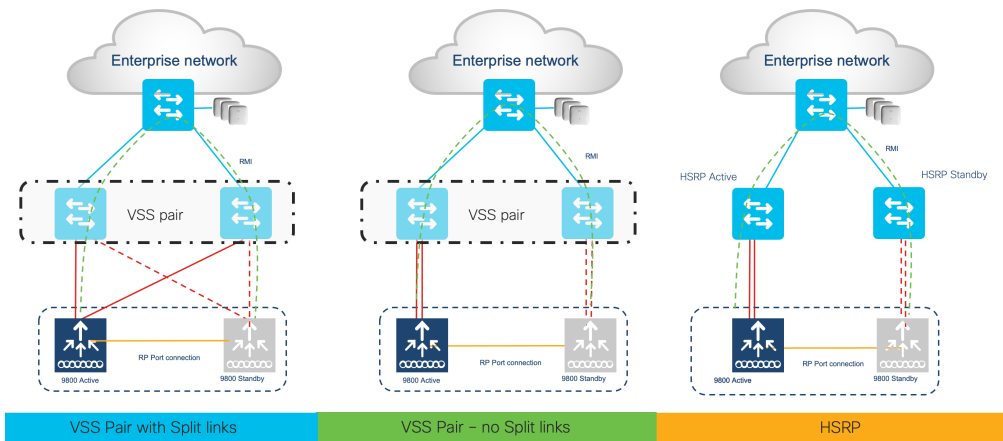 Enterprise network
RMI
VSS pair
RP Port connection
9800 Active
9800 Standby
VSS Pair with Split links
Enterprise network
RMI
VSS pair
RP Port connection
9800 Active
9800 Standby
VSS Pair – no Split links
Enterprise network
RMI
HSRP Active
HSRP Standby
RP Port connection
9800 Active
9800 Standby
HSRP